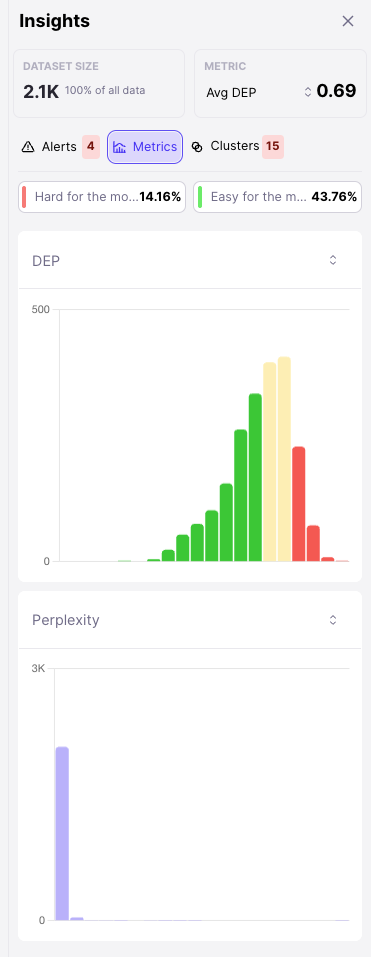 Insights
DATASET SIZE
2.1K 100% of all data
METRIC
Avg DEP 0.69
Alerts 4
Metrics
Clusters 15
Hard for the mo... 14.16%
Easy for the m... 43.76%
DEP
500
0
Perplexity
3K
0